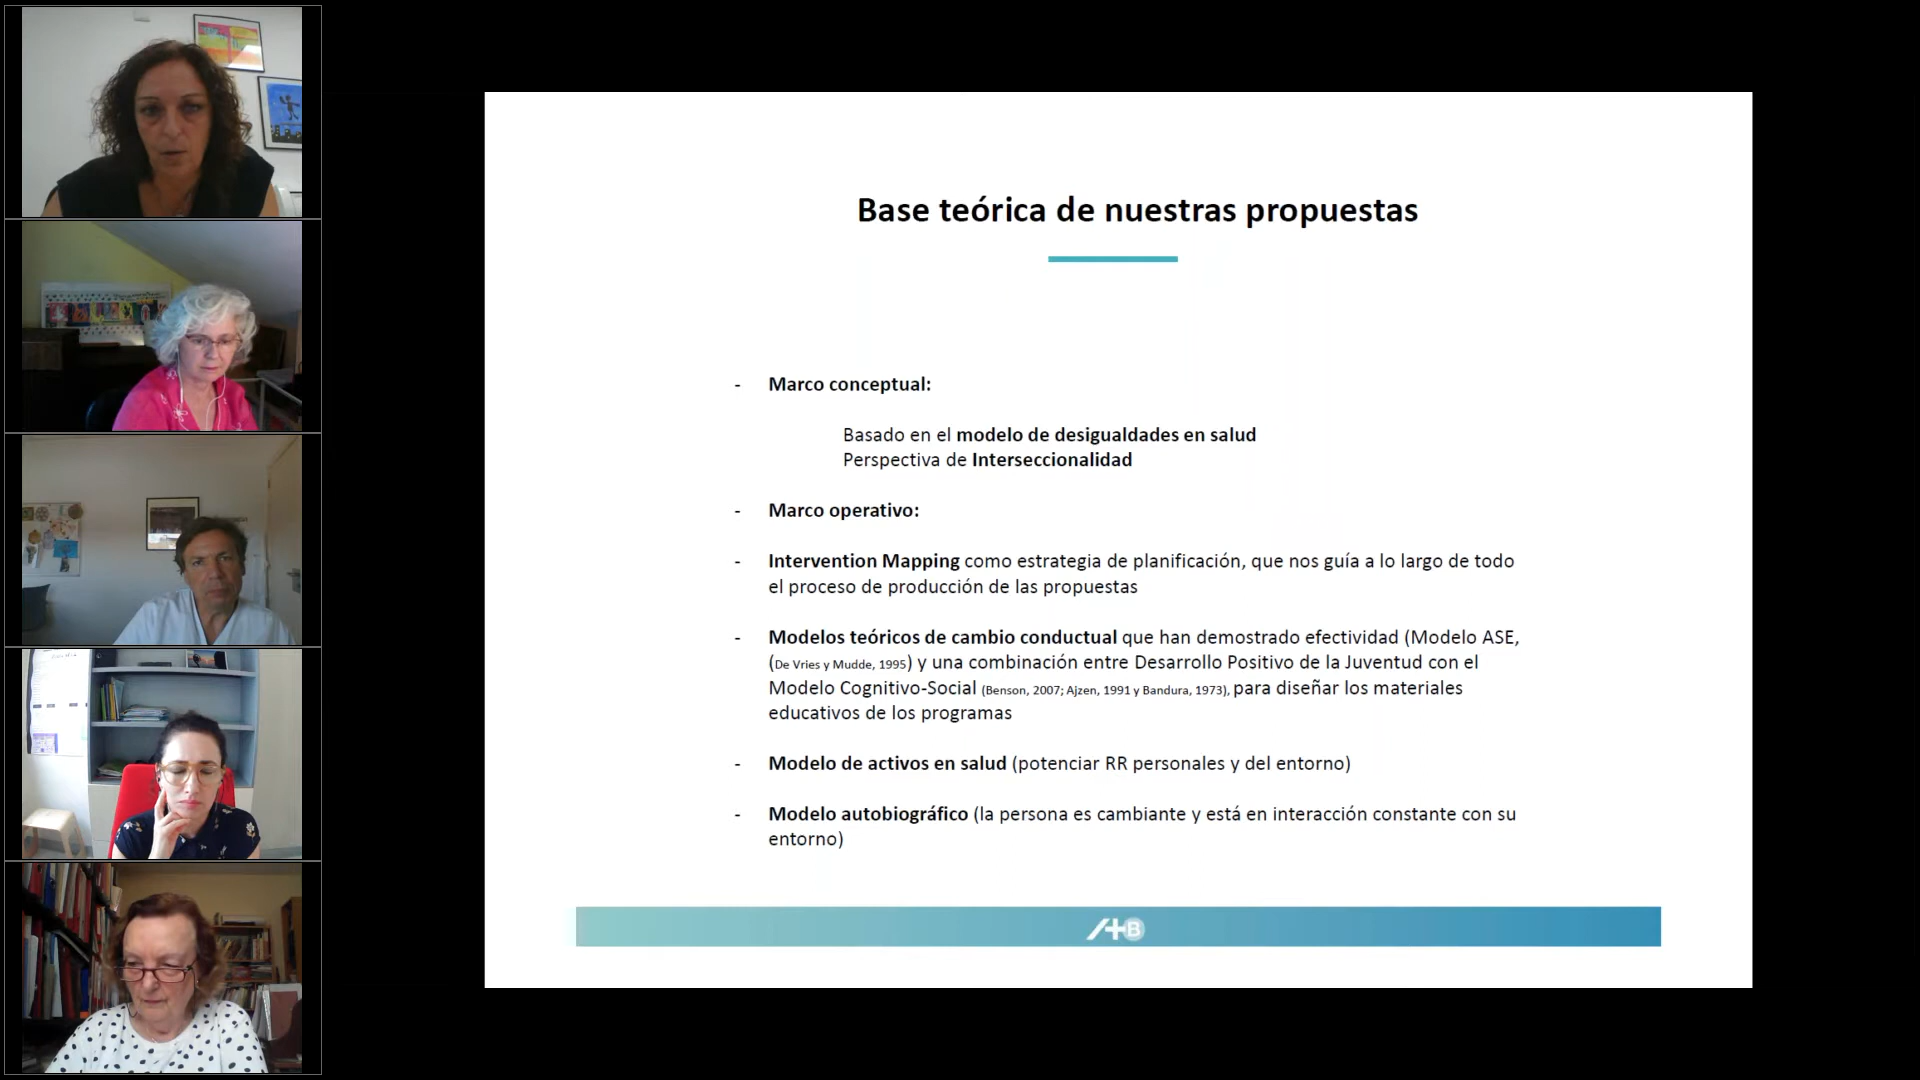 Base teórica de nuestras propuestas
- Marco conceptual:
Basado en el modelo de desigualdades en salud
Perspectiva de Interseccionalidad
- Marco operativo:
- Intervention Mapping como estrategia de planificación, que nos guía a lo largo de todo
el proceso de producción de las propuestas
- Modelos teóricos de cambio conductual que han demostrado efectividad (Modelo ASE,
(De Vries y Mudde, 1995) y una combinación entre Desarrollo Positivo de la Juventud con el
Modelo Cognitivo-Social (Benson, 2007; Ajzen, 1991 y Bandura, 1973), para diseñar los materiales
educativos de los programas
- Modelo de activos en salud (potenciar RR personales y del entorno)
- Modelo autobiográfico (la persona es cambiante y está en interacción constante con su
entorno)